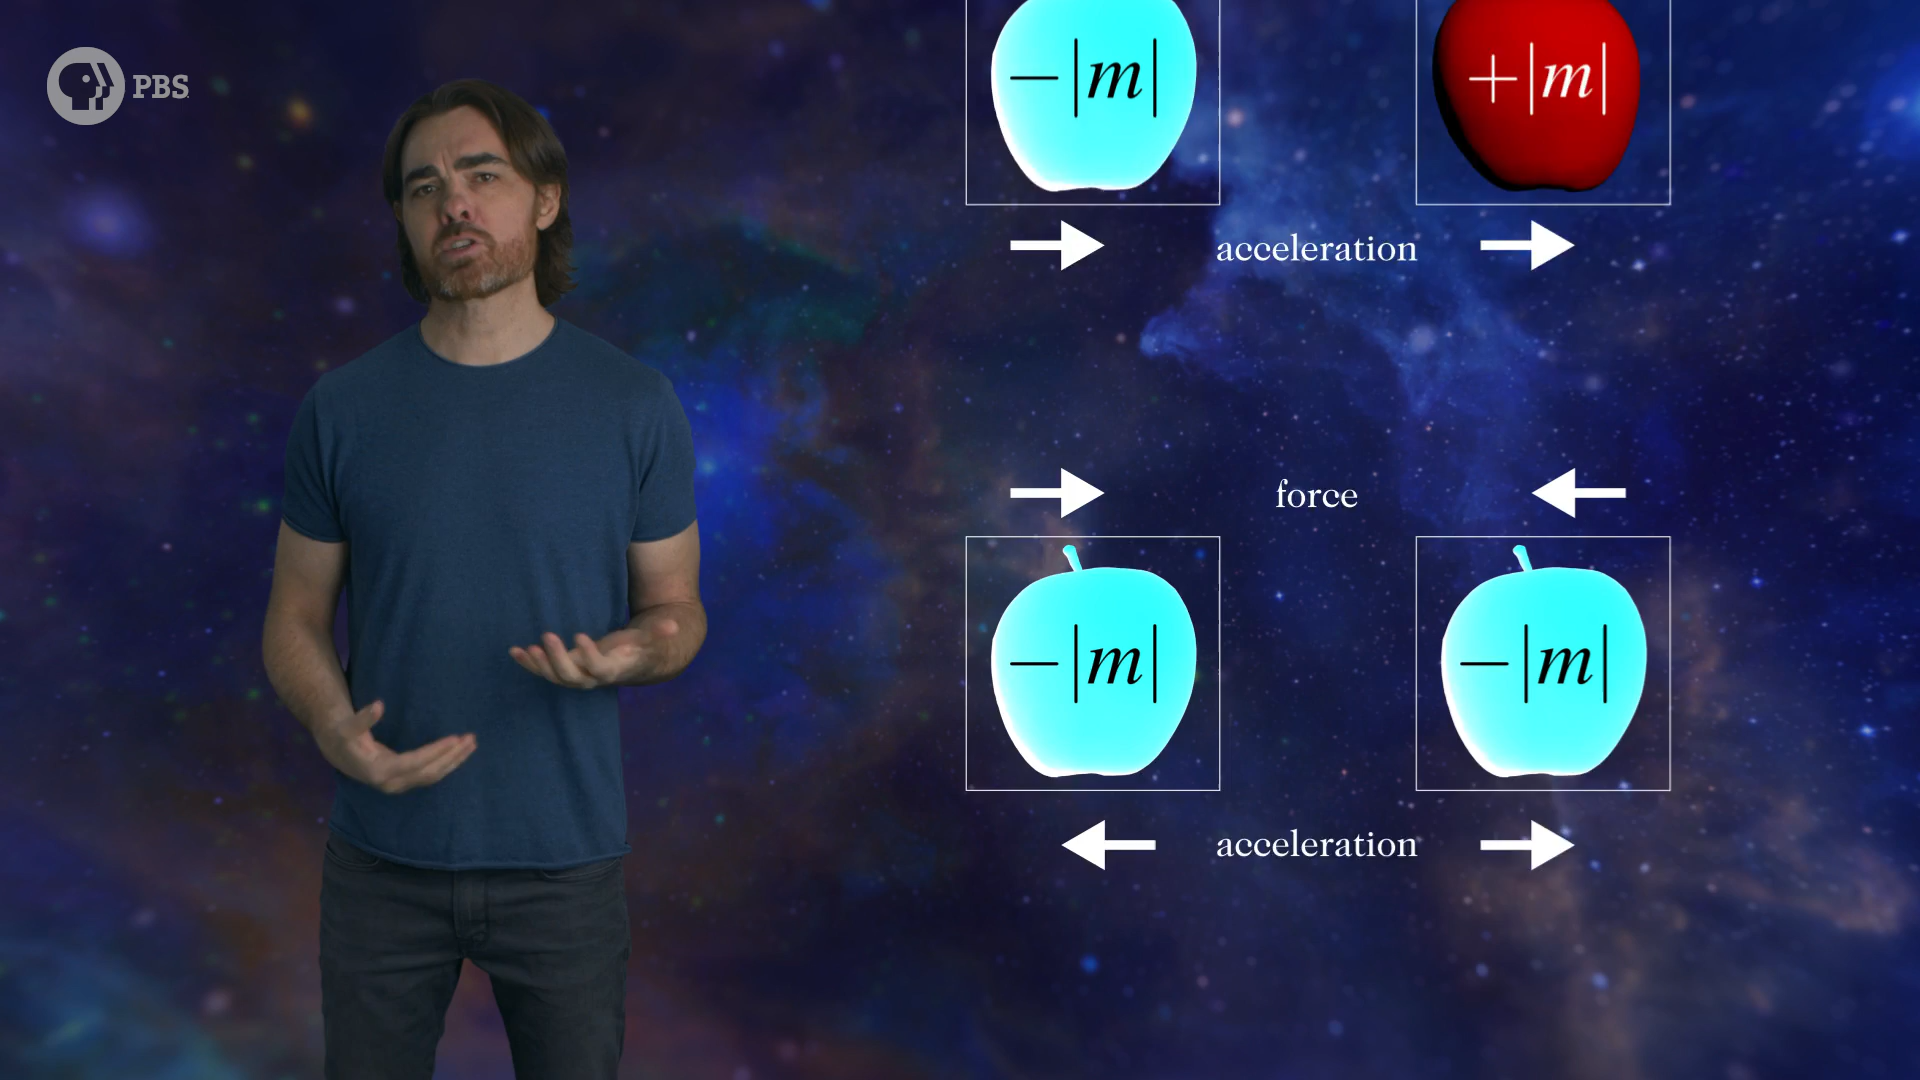 PBS
−|m|
+|m|
acceleration
force
−|m|
−|m|
acceleration